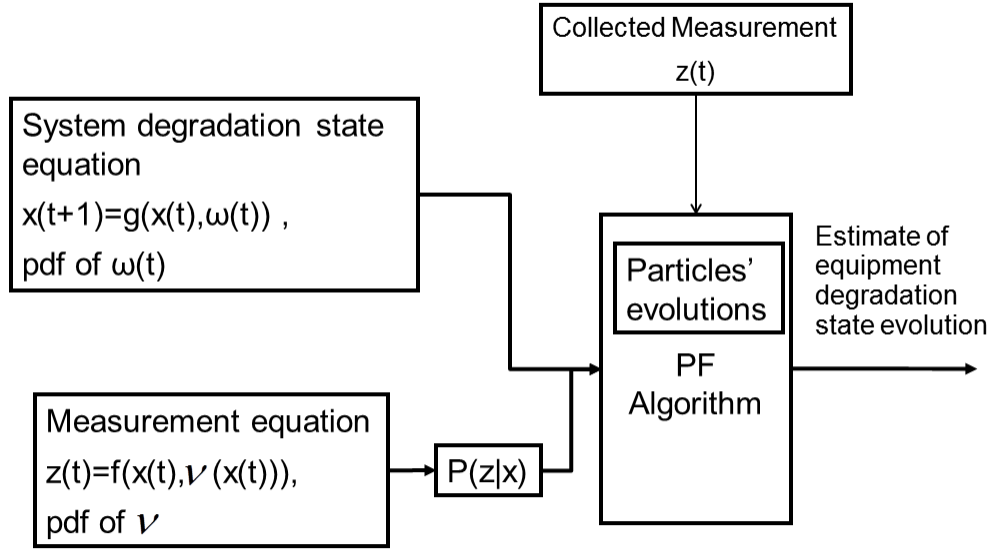 Collected Measurement
z(t)
System degradation state
equation
x(t+1)=g(x(t),ω(t)) ,
pdf of ω(t)
Particles’
evolutions
PF
Algorithm
Estimate of
equipment
degradation
state evolution
Measurement equation
z(t)=f(x(t),ν (x(t))),
pdf of ν
P(z|x)